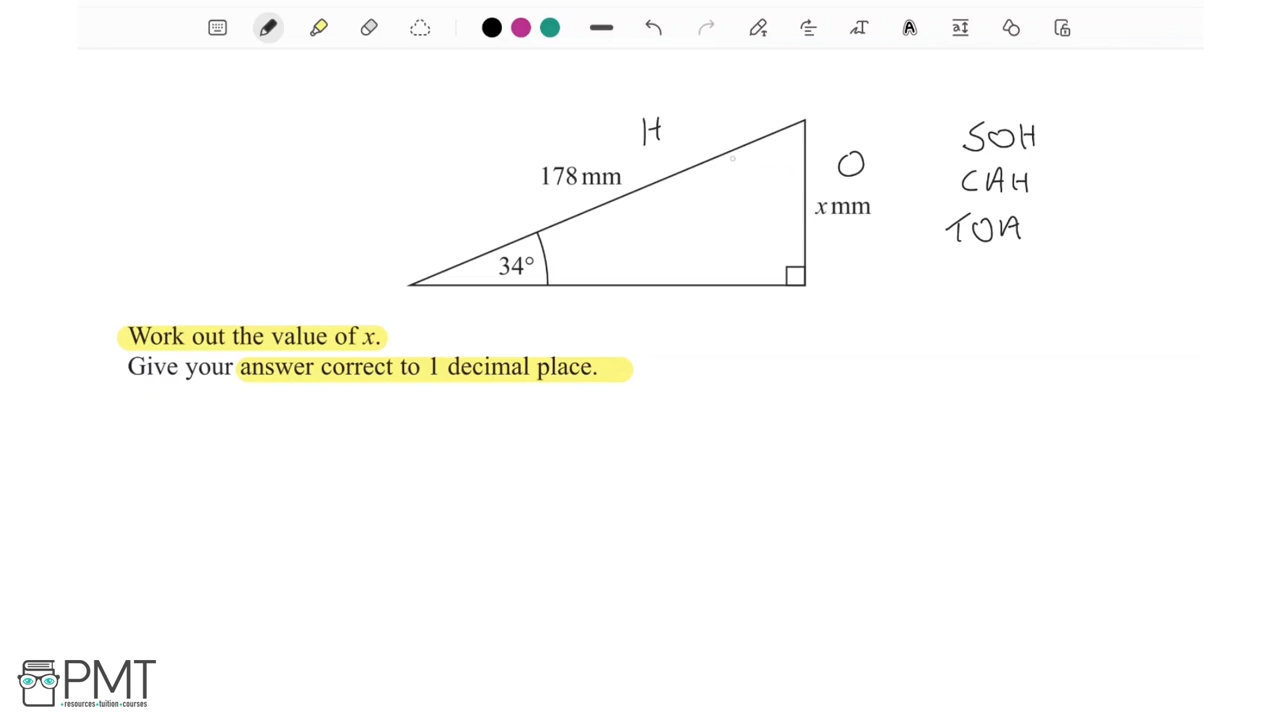 H
178 mm
O
x mm
34°
SOH
CAH
TOA
Work out the value of x.
Give your answer correct to 1 decimal place.
PMT
•resources•tuition•courses